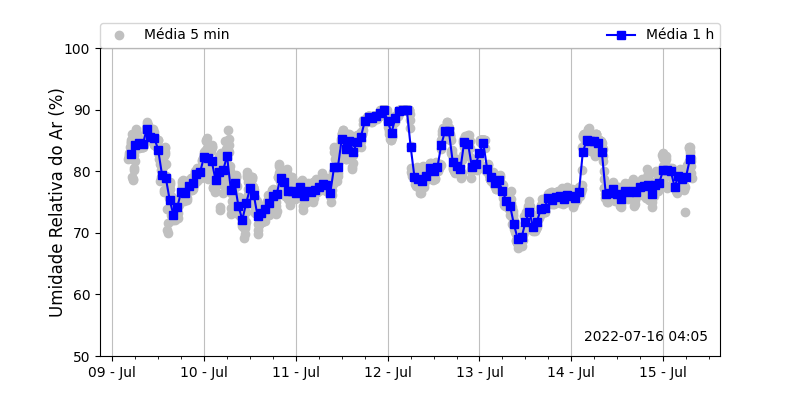 Média 5 min
Média 1 h
Umidade Relativa do Ar (%)
100
90
80
70
60
50
2022-07-16 04:05
09 - Jul
10 - Jul
11 - Jul
12 - Jul
13 - Jul
14 - Jul
15 - Jul